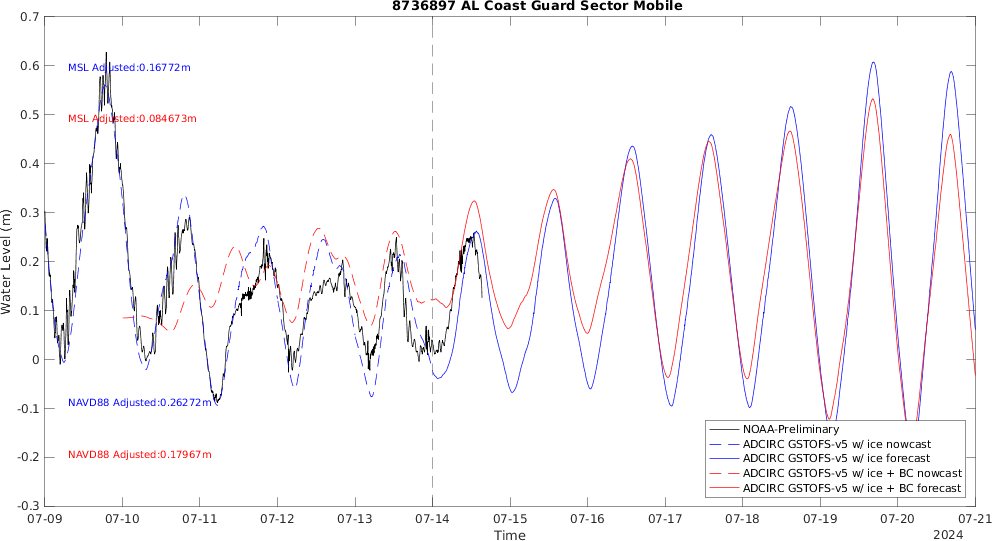 8736897 AL Coast Guard Sector Mobile
0.7
0.6
0.5
0.4
0.3
0.2
0.1
0
-0.1
-0.2
-0.3
Water Level (m)
MSL Adjusted:0.16772m
MSL Adjusted:0.084673m
NAVD88 Adjusted:0.26272m
NAVD88 Adjusted:0.17967m
NOAA-Preliminary
ADCIRC GSTOFS-v5 w/ ice nowcast
ADCIRC GSTOFS-v5 w/ ice forecast
ADCIRC GSTOFS-v5 w/ ice + BC nowcast
ADCIRC GSTOFS-v5 w/ ice + BC forecast
07-09 07-10 07-11 07-12 07-13 07-14 07-15 07-16 07-17 07-18 07-19 07-20 07-21
Time
2024